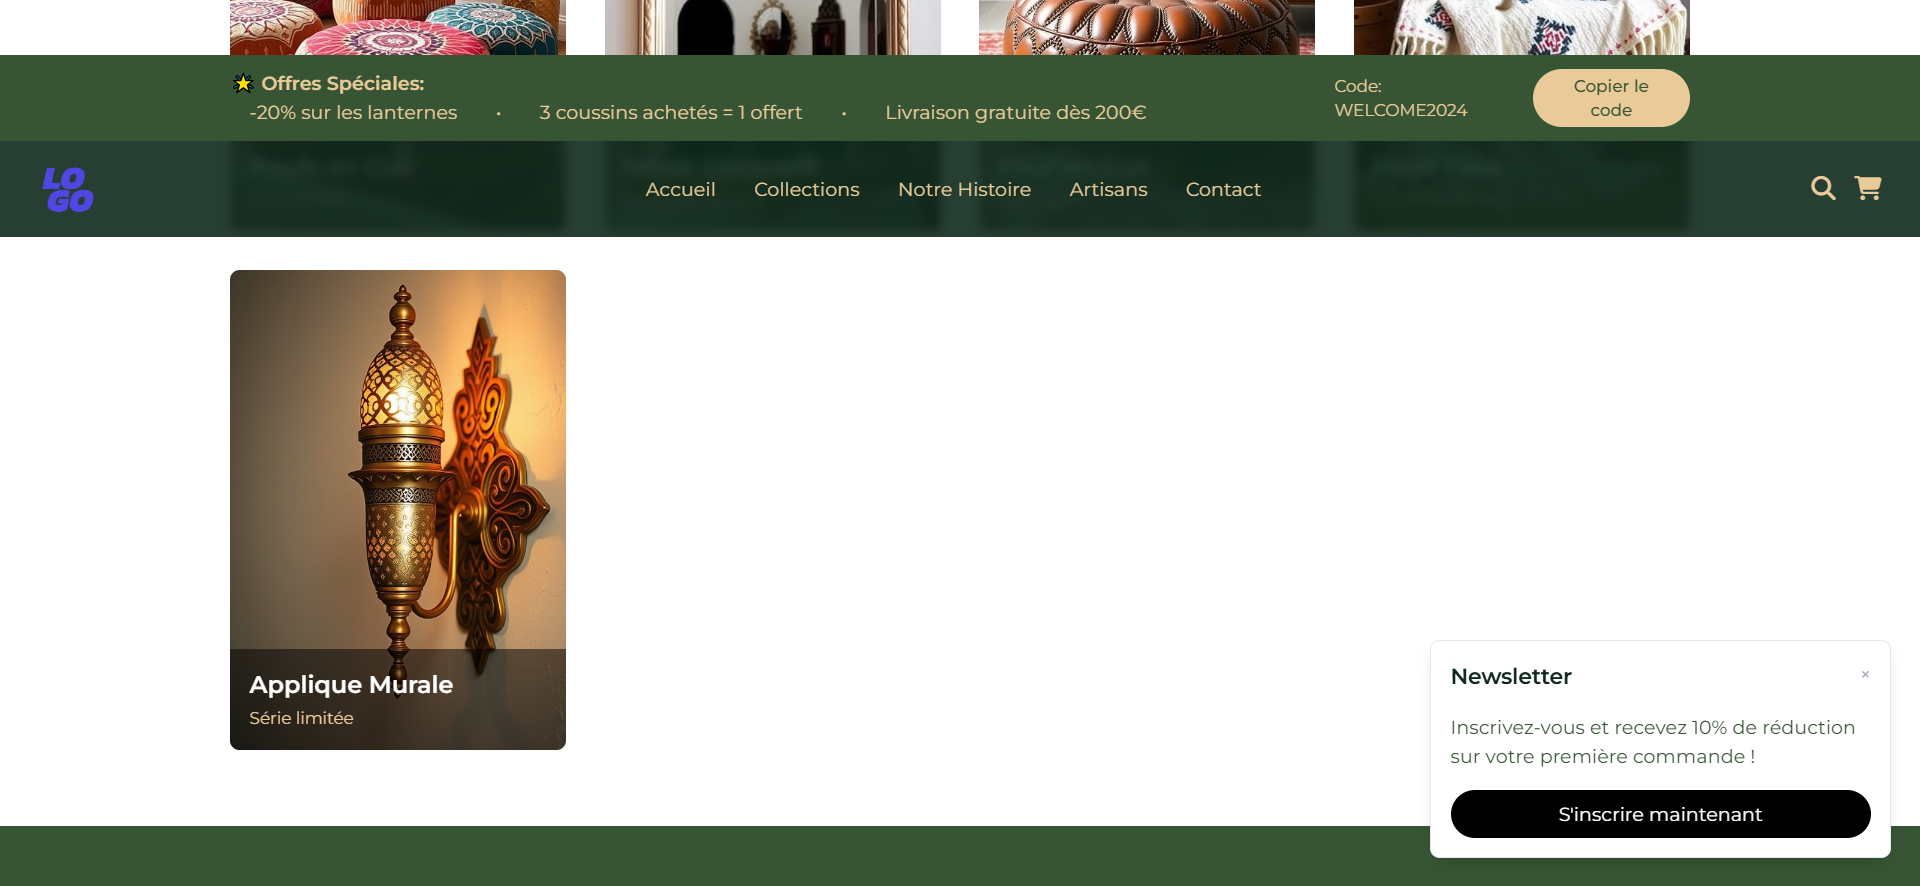 Offres Spéciales:
-20% sur les lanternes • 3 coussins achetés = 1 offert • Livraison gratuite dès 200€
Code:
WELCOME2024
Copier le
code
LO
GO
Accueil Collections Notre Histoire Artisans Contact
Applique Murale
Série limitée
Newsletter ×
Inscrivez-vous et recevez 10% de réduction
sur votre première commande !
S'inscrire maintenant